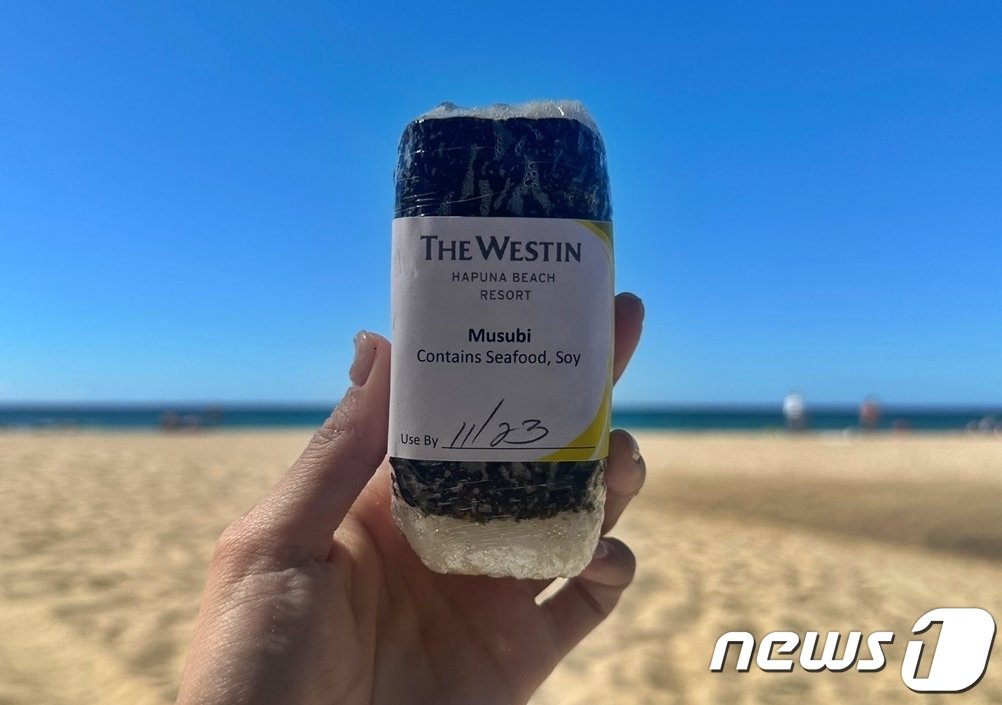 THE WESTIN
HAPUNA BEACH
RESORT
Musubi
Contains Seafood, Soy
Use By 11/23
news1